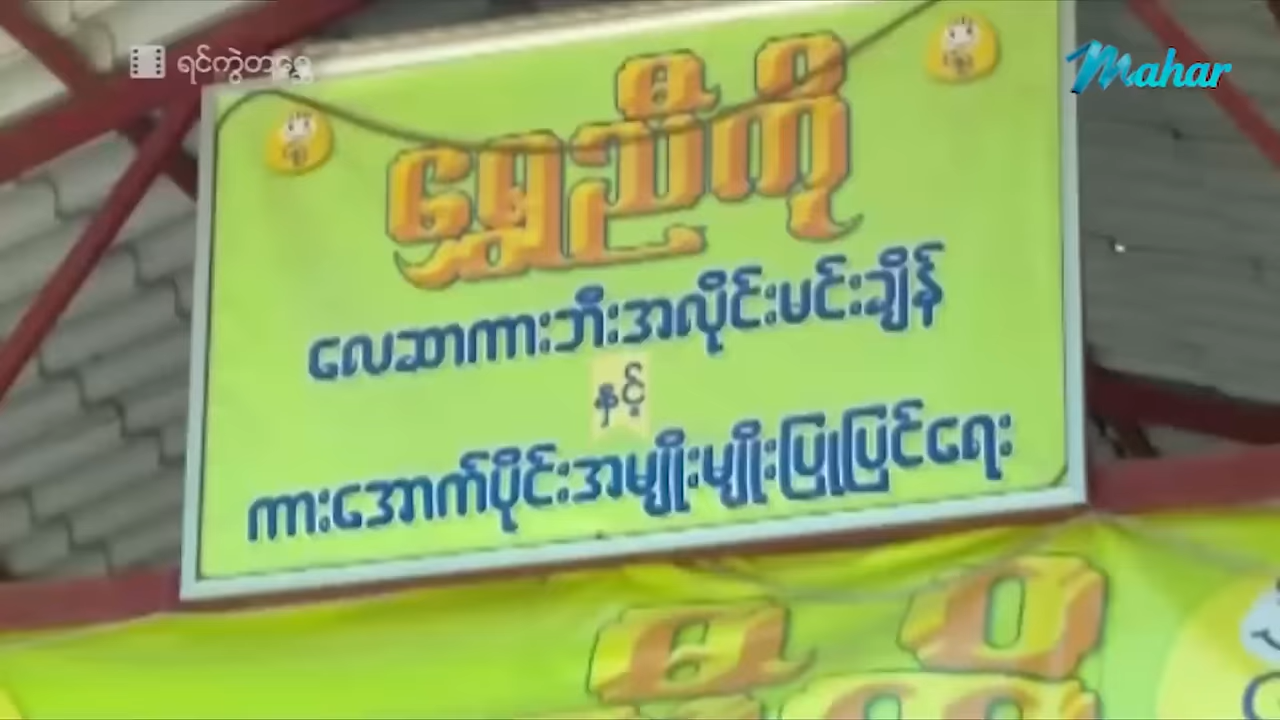 ရင်ကွဲတရွှေ
Mahar
ရွှေညီကို
လေဆာကားဘီးအလိုင်းမင်းချိန်
နှင့်
ကားအောက်ပိုင်းအမျိုးမျိုးပြုပြင်ရေး